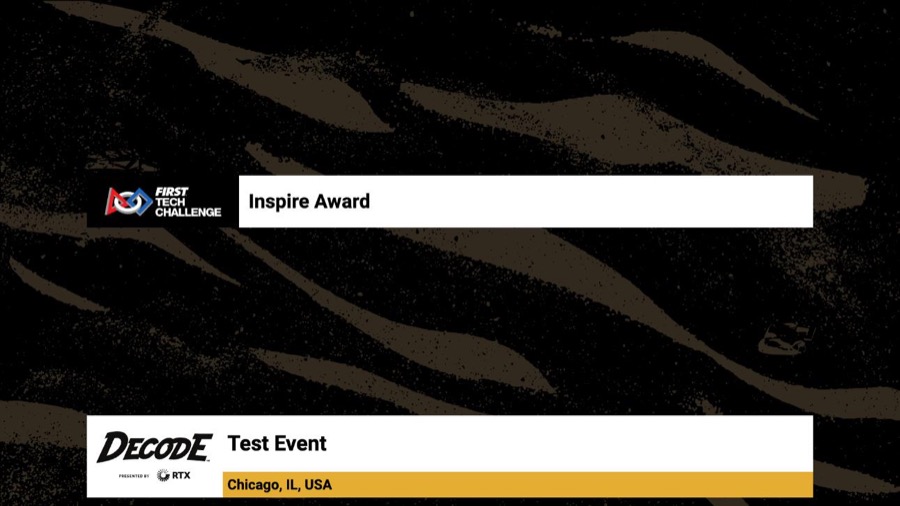 FIRST
TECH
CHALLENGE
Inspire Award
DECODE
PRESENTED BY RTX
Test Event
Chicago, IL, USA